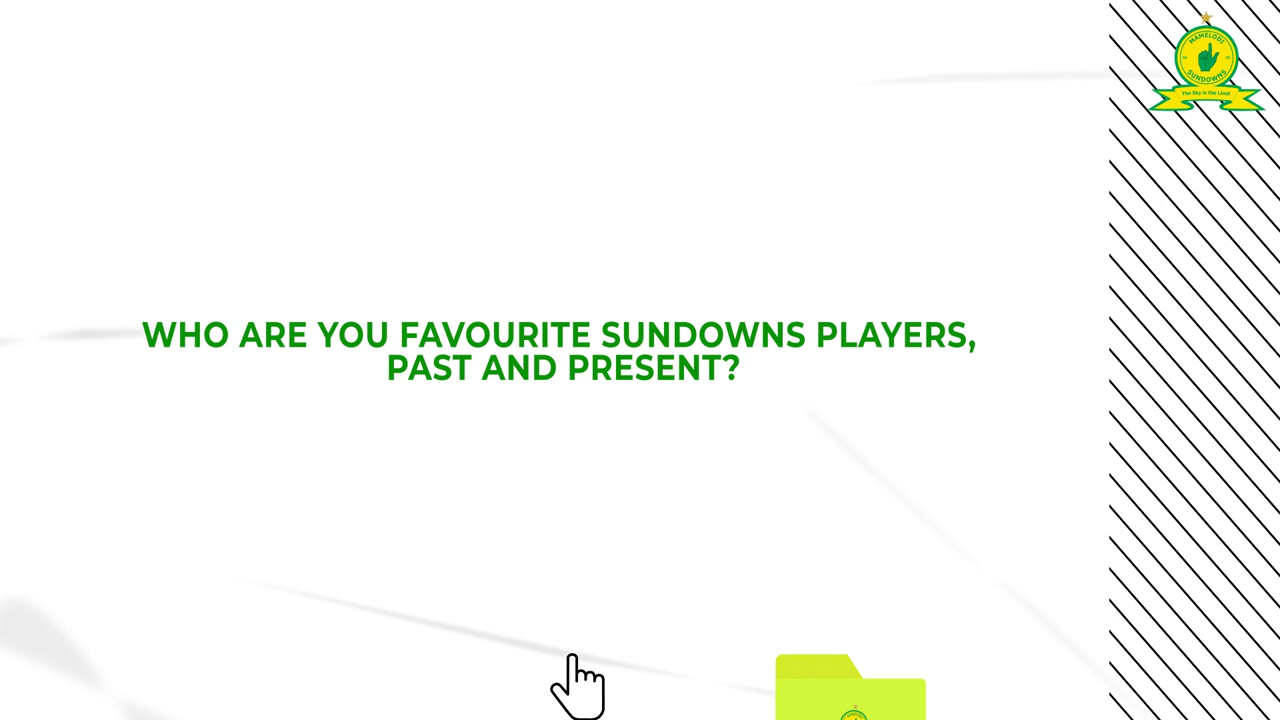 MAMELODI
SUNDOWNS
The Sky is the Limit
WHO ARE YOU FAVOURITE SUNDOWNS PLAYERS,
PAST AND PRESENT?